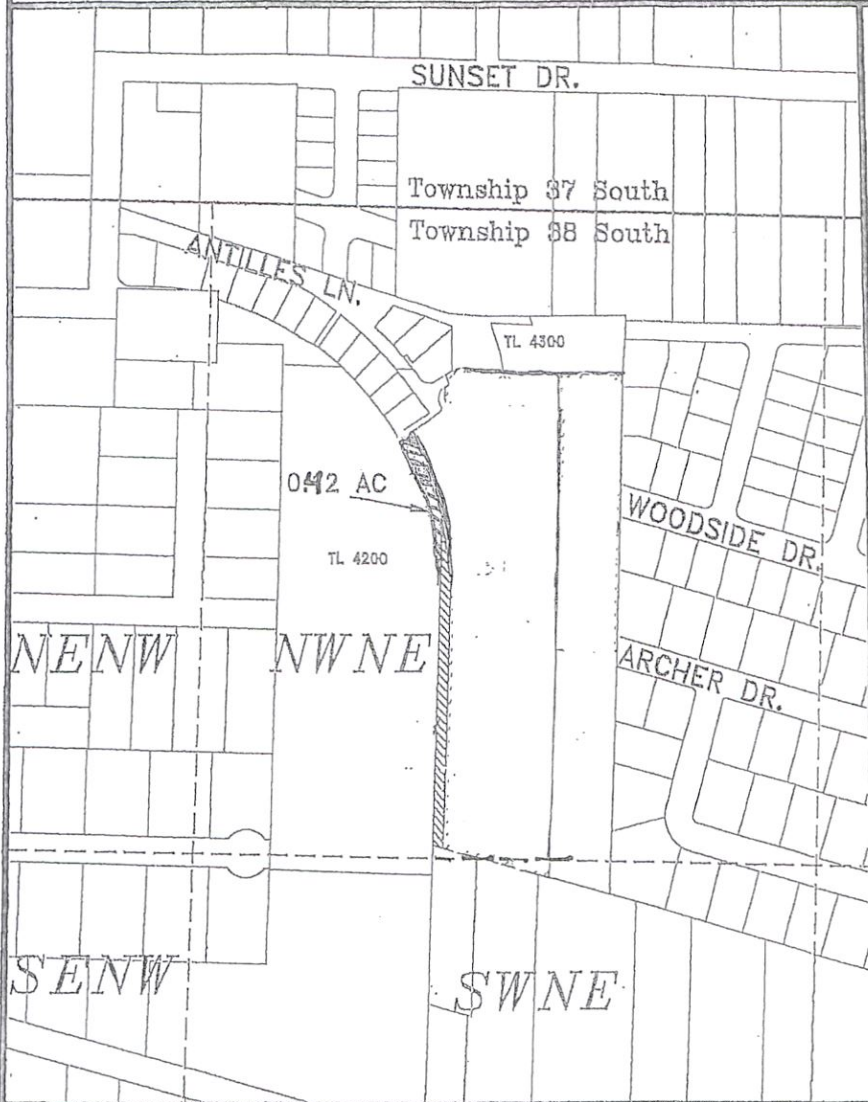 SUNSET DR.
Township 37 South
Township 38 South
ANTILLES LN.
TL 4300
0.42 AC
WOODSIDE DR.
TL 4200
NENW
NWNE
ARCHER DR.
SENW
SWNE